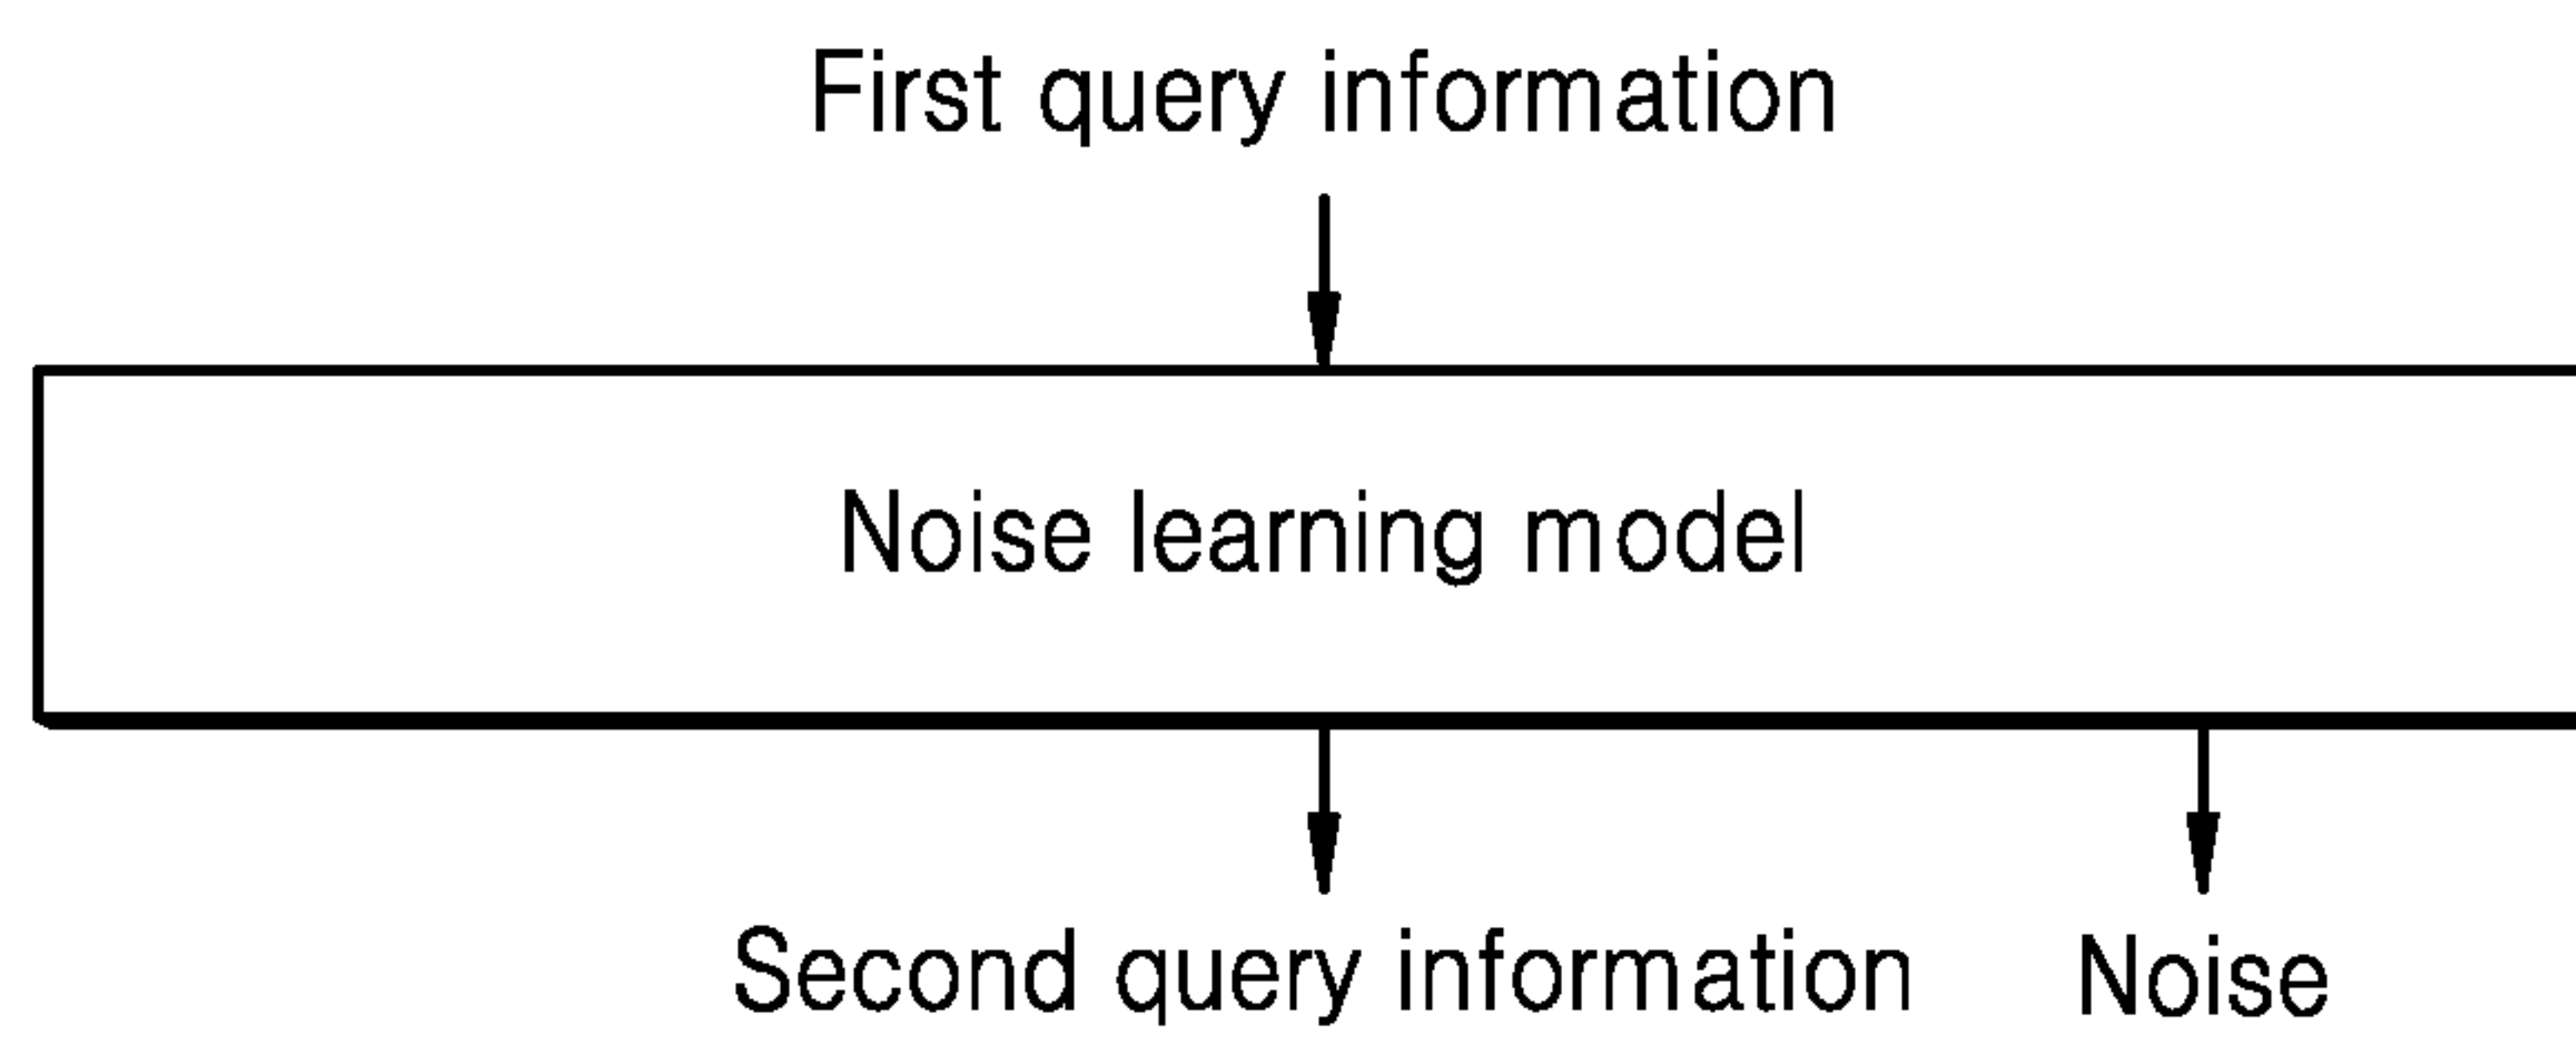 First query information
Noise learning model
Second query information
Noise